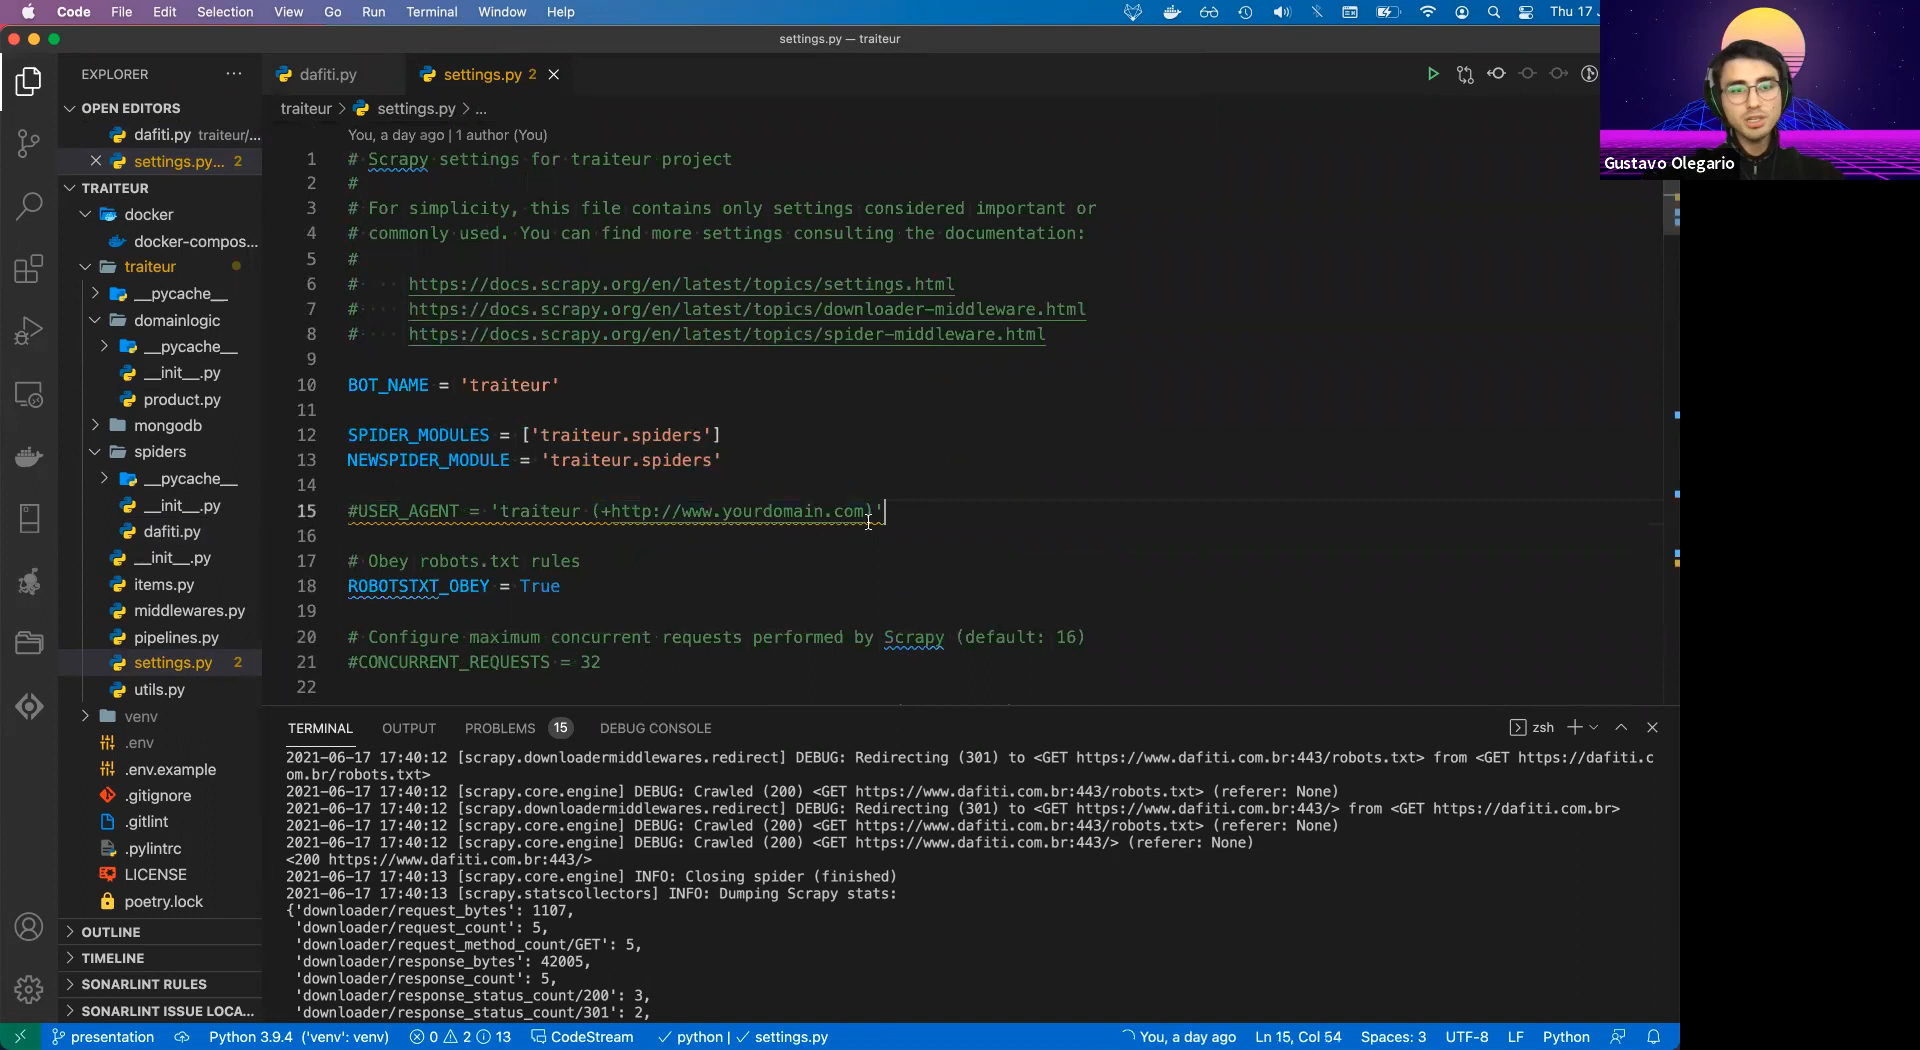 Code File Edit Selection View Go Run Terminal Window Help
Thu 17
settings.py — traiteur
Gustavo Olegario
EXPLORER
OPEN EDITORS
dafiti.py traiteur/...
settings.py... 2
TRAITEUR
docker
docker-compos...
traiteur
__pycache__
domainlogic
__pycache__
__init__.py
product.py
mongodb
spiders
__pycache__
__init__.py
dafiti.py
__init__.py
items.py
middlewares.py
pipelines.py
settings.py 2
utils.py
venv
.env
.env.example
.gitignore
.gitlint
.pylintrc
LICENSE
poetry.lock
OUTLINE
TIMELINE
SONARLINT RULES
SONARLINT ISSUE LOCA...
dafiti.py settings.py 2
traiteur > settings.py > ...
You, a day ago | 1 author (You)
1 # Scrapy settings for traiteur project
2 #
3 # For simplicity, this file contains only settings considered important or
4 # commonly used. You can find more settings consulting the documentation:
5 #
6 # https://docs.scrapy.org/en/latest/topics/settings.html
7 # https://docs.scrapy.org/en/latest/topics/downloader-middleware.html
8 # https://docs.scrapy.org/en/latest/topics/spider-middleware.html
9
10 BOT_NAME = 'traiteur'
11
12 SPIDER_MODULES = ['traiteur.spiders']
13 NEWSPIDER_MODULE = 'traiteur.spiders'
14
15 #USER_AGENT = 'traiteur (+http://www.yourdomain.com)'
16
17 # Obey robots.txt rules
18 ROBOTSTXT_OBEY = True
19
20 # Configure maximum concurrent requests performed by Scrapy (default: 16)
21 #CONCURRENT_REQUESTS = 32
22
TERMINAL OUTPUT PROBLEMS 15 DEBUG CONSOLE
zsh
2021-06-17 17:40:12 [scrapy.downloadermiddlewares.redirect] DEBUG: Redirecting (301) to <GET https://www.dafiti.com.br:443/robots.txt> from <GET https://dafiti.c
om.br/robots.txt>
2021-06-17 17:40:12 [scrapy.core.engine] DEBUG: Crawled (200) <GET https://www.dafiti.com.br:443/robots.txt> (referer: None)
2021-06-17 17:40:12 [scrapy.downloadermiddlewares.redirect] DEBUG: Redirecting (301) to <GET https://www.dafiti.com.br:443/> from <GET https://dafiti.com.br>
2021-06-17 17:40:12 [scrapy.core.engine] DEBUG: Crawled (200) <GET https://www.dafiti.com.br:443/robots.txt> (referer: None)
2021-06-17 17:40:12 [scrapy.core.engine] DEBUG: Crawled (200) <GET https://www.dafiti.com.br:443/> (referer: None)
<200 https://www.dafiti.com.br:443/>
2021-06-17 17:40:13 [scrapy.core.engine] INFO: Closing spider (finished)
2021-06-17 17:40:13 [scrapy.statscollectors] INFO: Dumping Scrapy stats:
{'downloader/request_bytes': 1107,
'downloader/request_count': 5,
'downloader/request_method_count/GET': 5,
'downloader/response_bytes': 42005,
'downloader/response_count': 5,
'downloader/response_status_count/200': 3,
'downloader/response_status_count/301': 2,
presentation Python 3.9.4 ('venv': venv) 0 2 13 CodeStream python | settings.py You, a day ago Ln 15, Col 54 Spaces: 3 UTF-8 LF Python